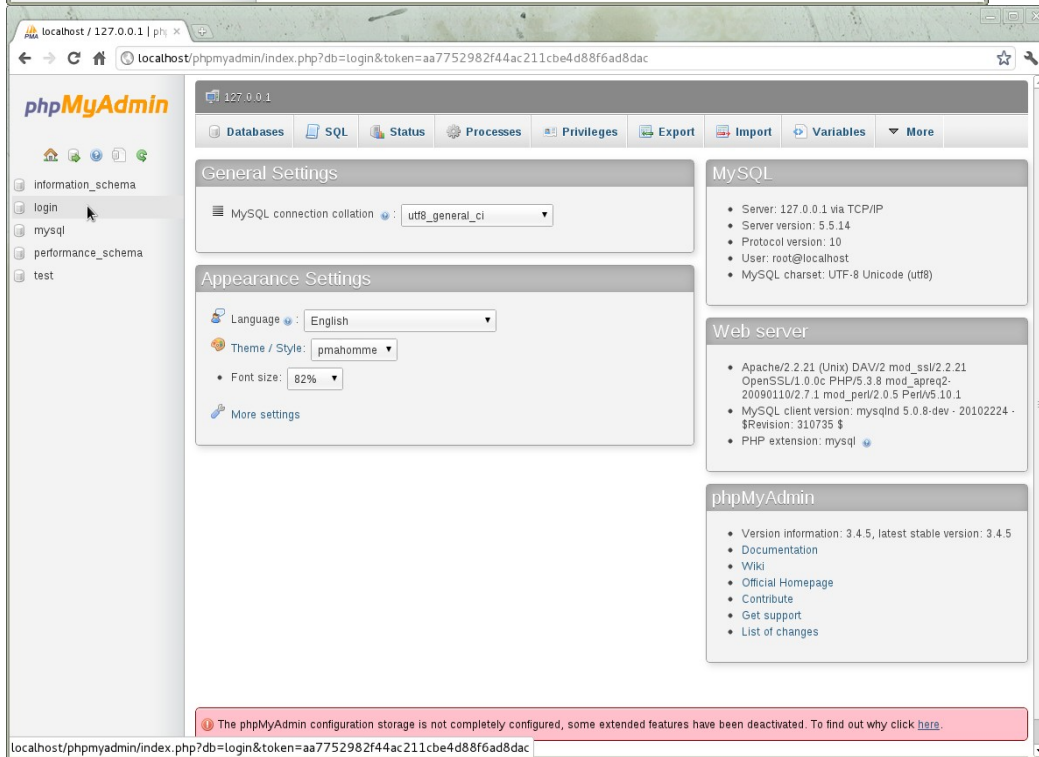 localhost / 127.0.0.1 | ph
localhost/phpmyadmin/index.php?db=login&token=aa7752982f44ac211cbe4d88f6ad8dac
phpMyAdmin
information_schema
login
mysql
performance_schema
test
127.0.0.1
Databases SQL Status Processes Privileges Export Import Variables More
General Settings
MySQL connection collation : utf8_general_ci
Appearance Settings
Language : English
Theme / Style: pmahomme
• Font size: 82%
More settings
MySQL
• Server: 127.0.0.1 via TCP/IP
• Server version: 5.5.14
• Protocol version: 10
• User: root@localhost
• MySQL charset: UTF-8 Unicode (utf8)
Web server
• Apache/2.2.21 (Unix) DAV/2 mod_ssl/2.2.21
OpenSSL/1.0.0c PHP/5.3.8 mod_apreq2-
20090110/2.7.1 mod_perl/2.0.5 Perl/v5.10.1
• MySQL client version: mysqlnd 5.0.8-dev - 20102224 -
$Revision: 310735 $
• PHP extension: mysql
phpMyAdmin
• Version information: 3.4.5, latest stable version: 3.4.5
• Documentation
• Wiki
• Official Homepage
• Contribute
• Get support
• List of changes
The phpMyAdmin configuration storage is not completely configured, some extended features have been deactivated. To find out why click here.
localhost/phpmyadmin/index.php?db=login&token=aa7752982f44ac211cbe4d88f6ad8dac